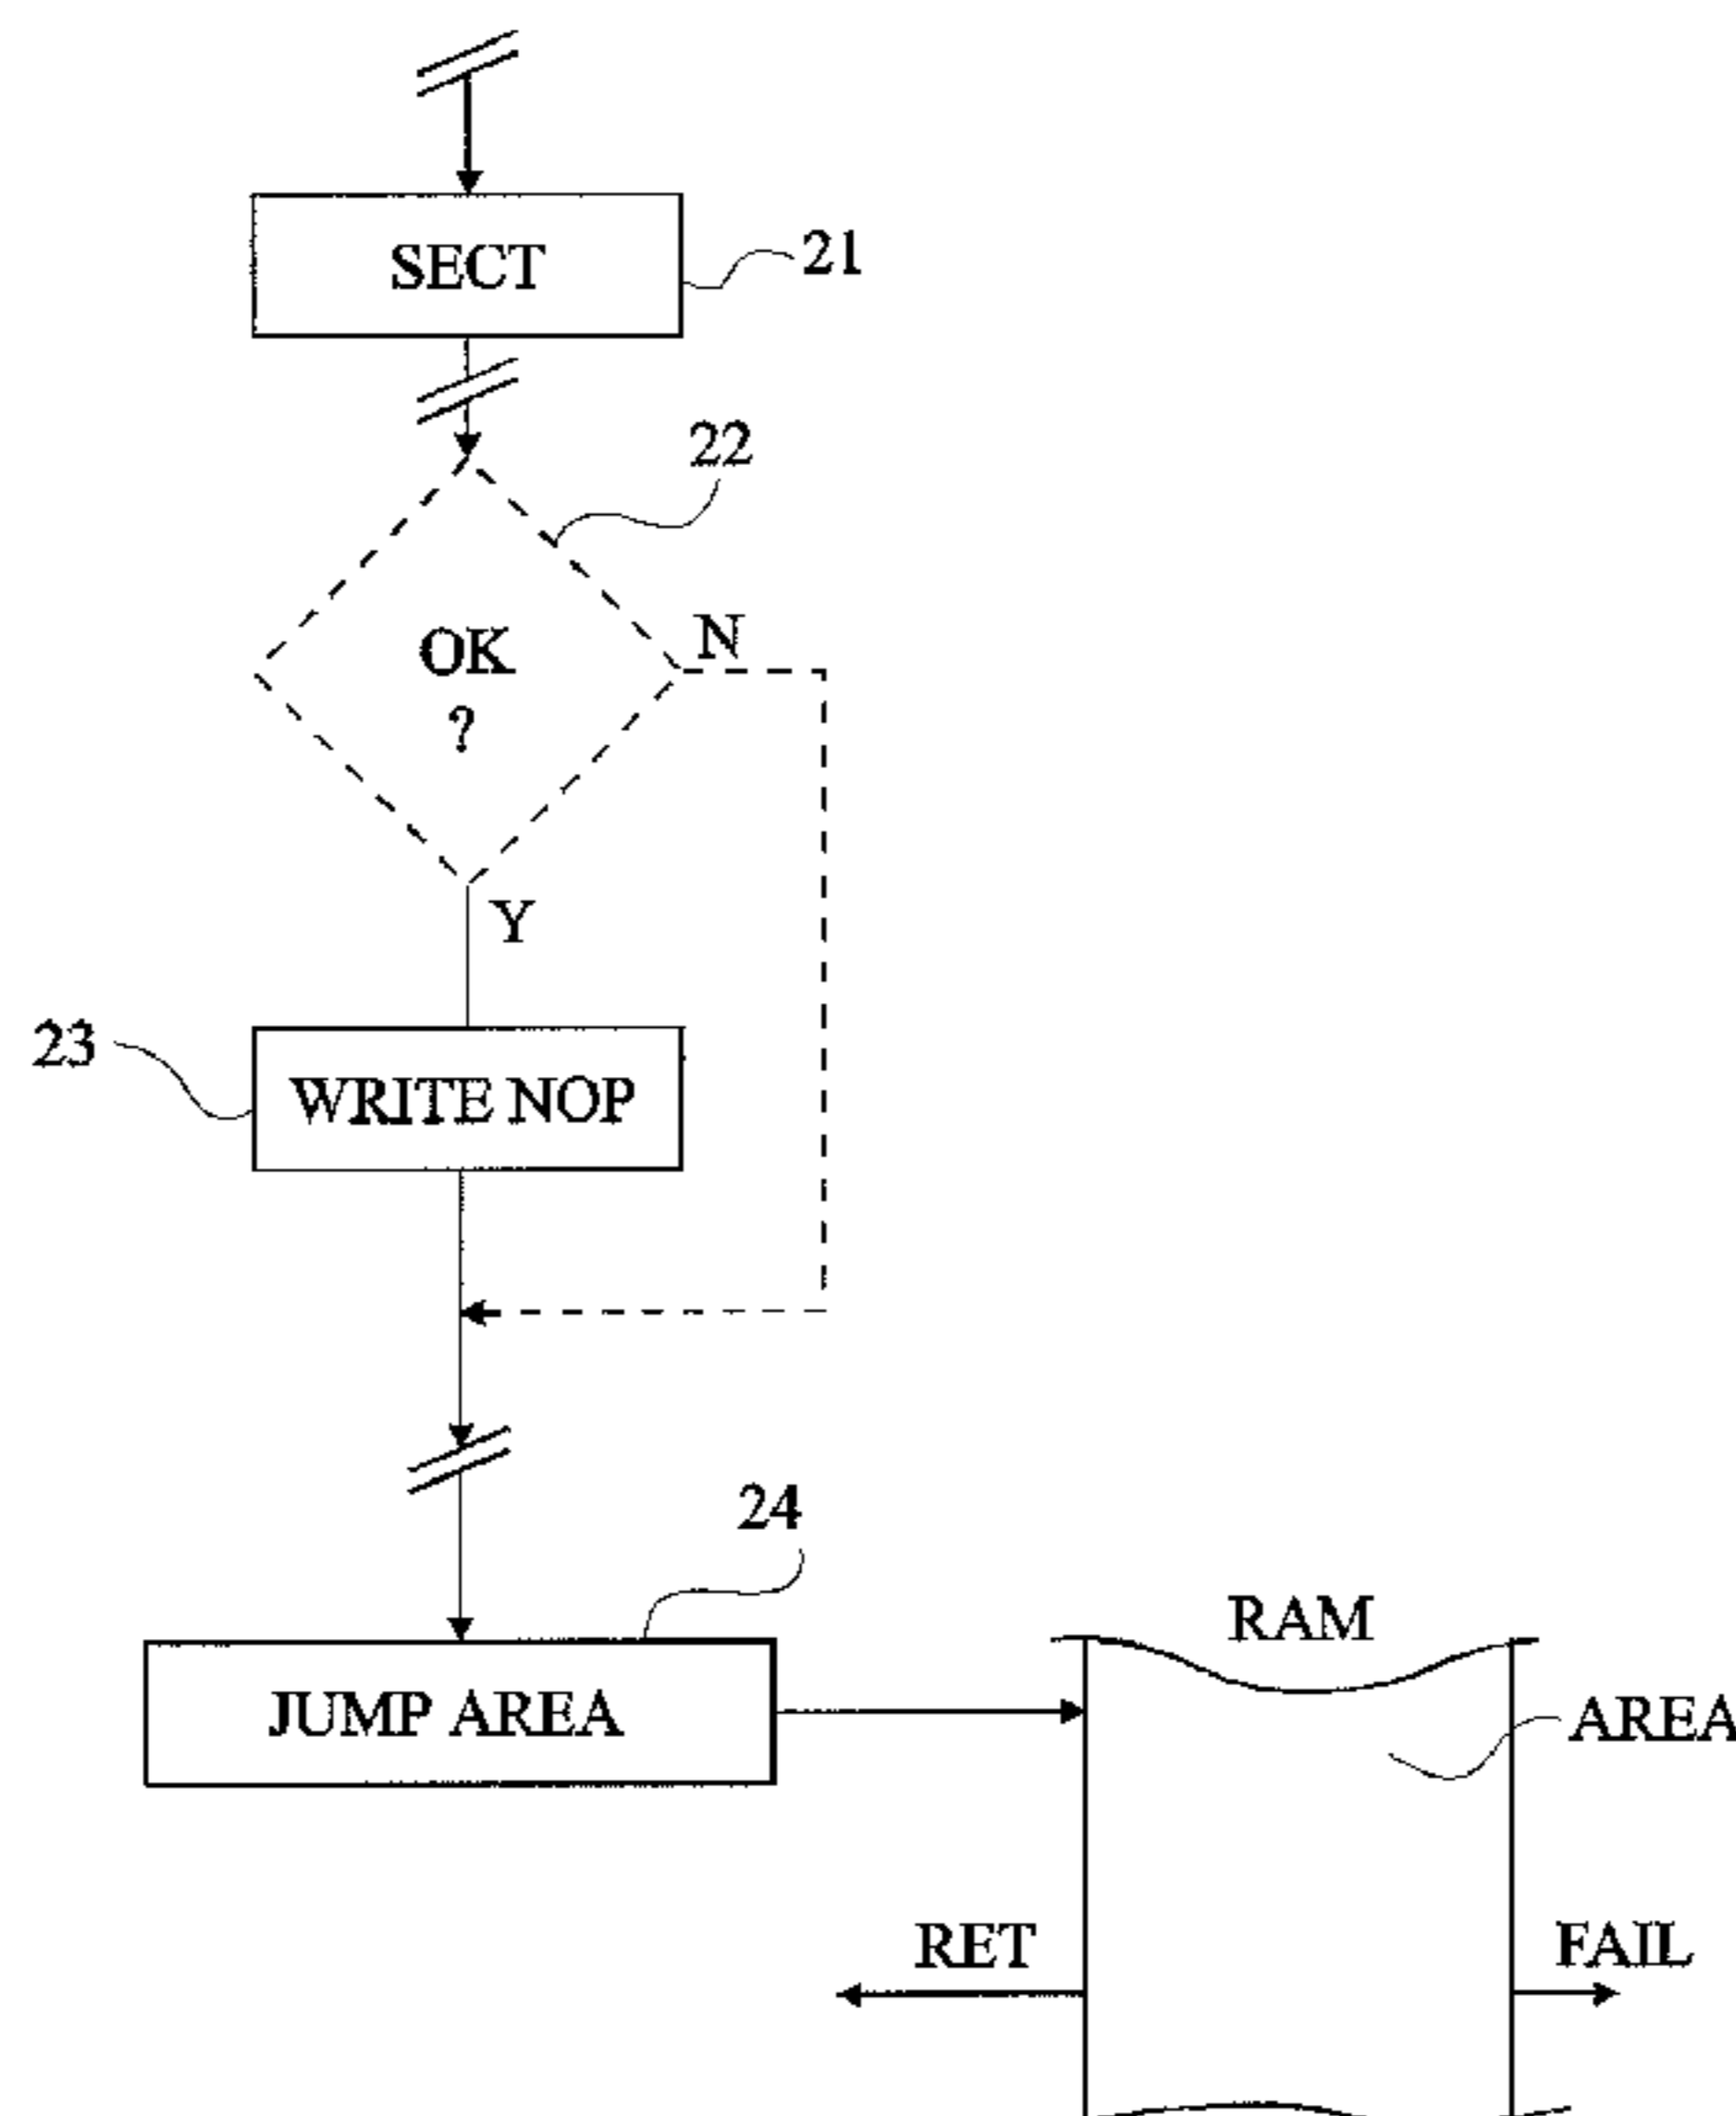 SECT
21
22
OK
?
N
Y
23
WRITE NOP
24
JUMP AREA
RAM
AREA
RET
FAIL